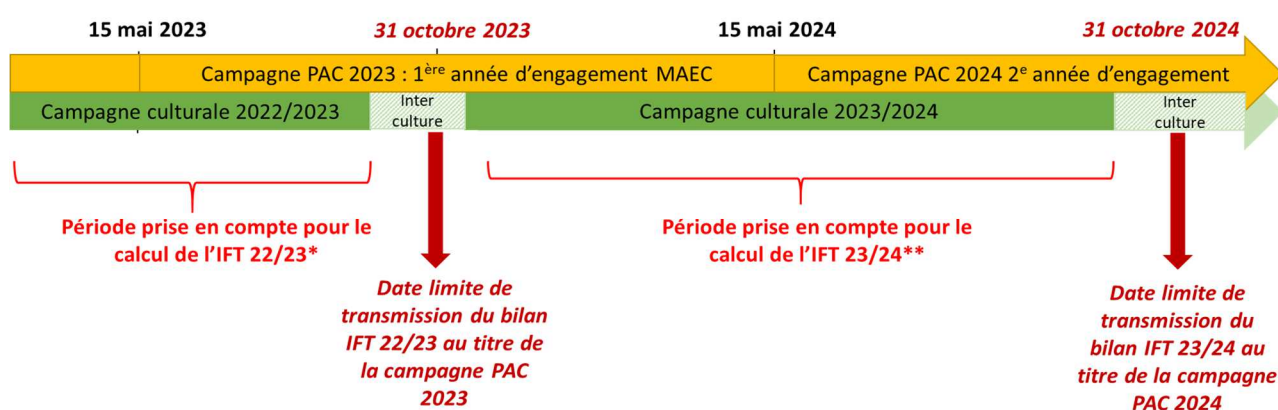 15 mai 2023
31 octobre 2023
15 mai 2024
31 octobre 2024
Campagne PAC 2023 : 1ère année d'engagement MAEC
Campagne PAC 2024 2e année d'engagement
Campagne culturale 2022/2023
Inter
culture
Campagne culturale 2023/2024
Inter
culture
Période prise en compte pour le
calcul de l'IFT 22/23*
Période prise en compte pour le
calcul de l'IFT 23/24**
Date limite de
transmission du bilan
IFT 22/23 au titre de
la campagne PAC
2023
Date limite de
transmission du
bilan IFT 23/24 au
titre de la campagne
PAC 2024